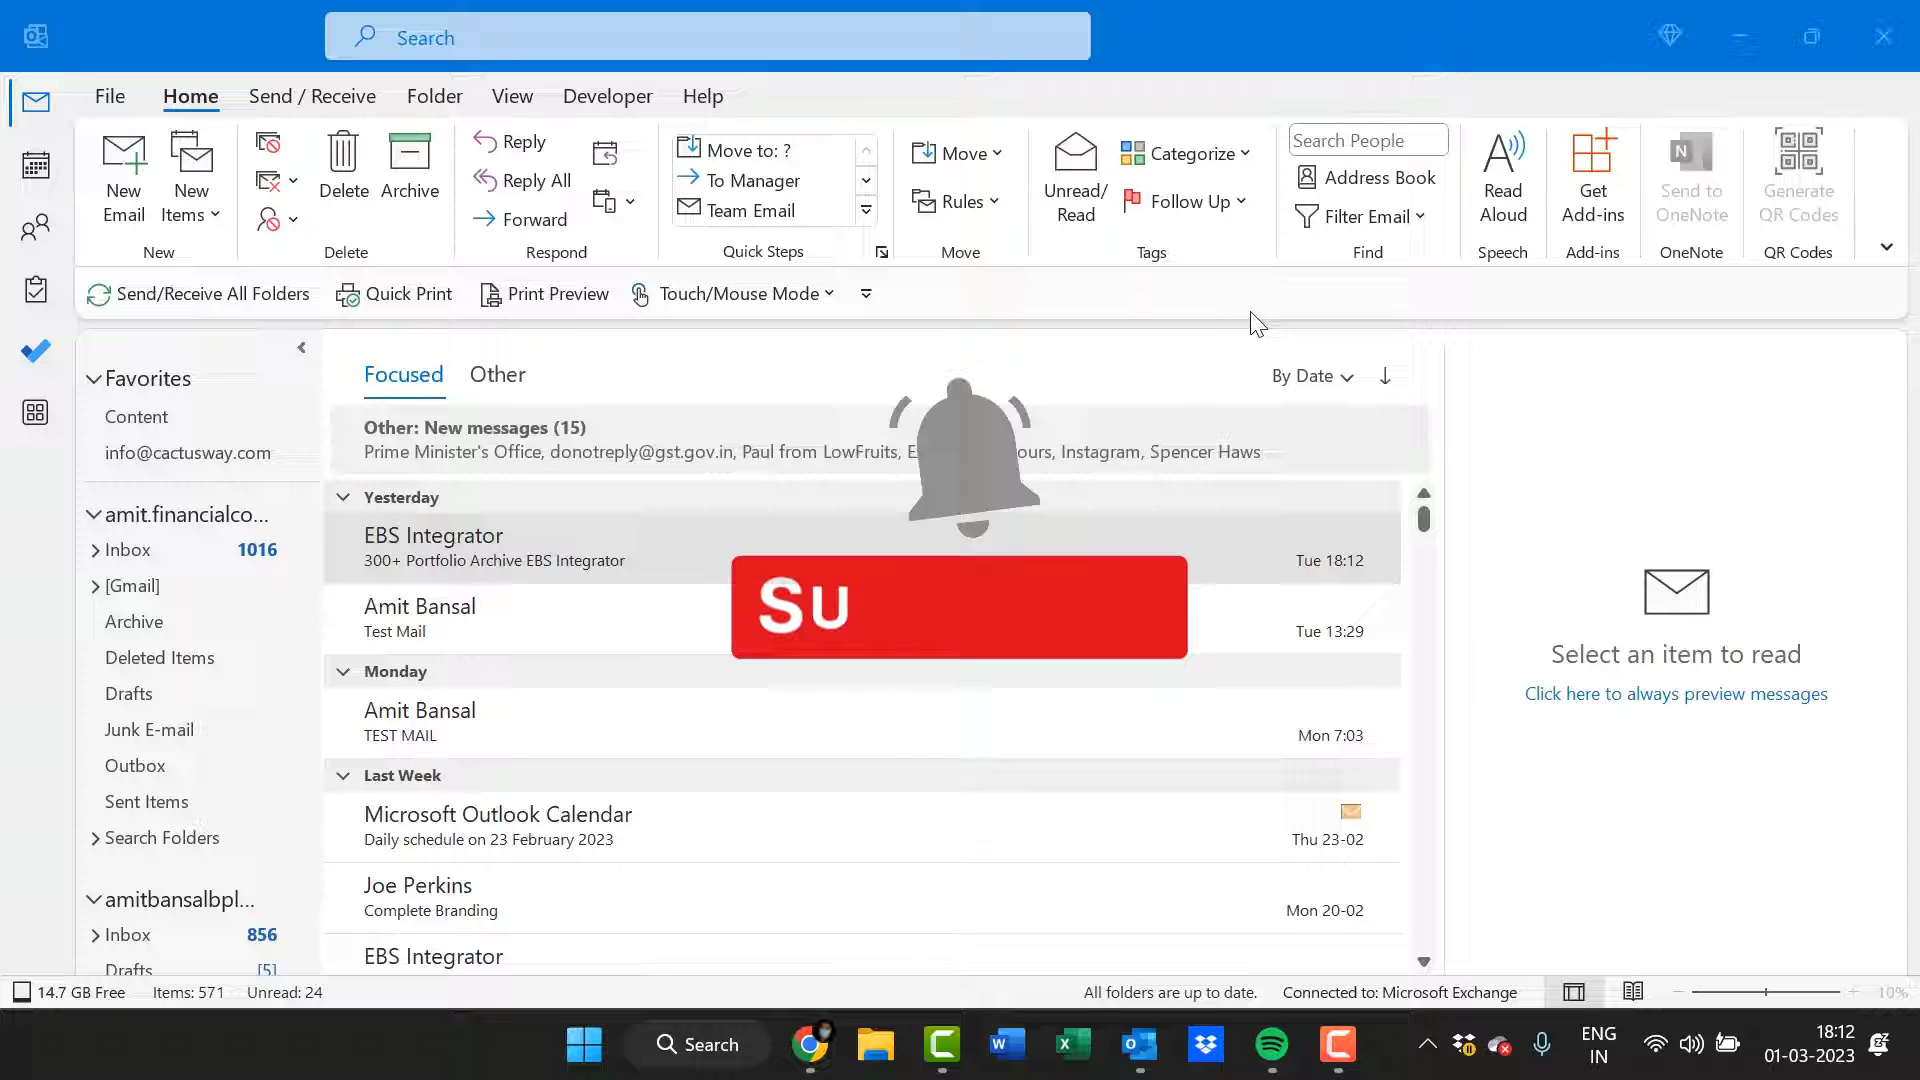 Search
File Home Send / Receive Folder View Developer Help
New Email
New Items
New
Delete
Archive
Delete
Reply
Reply All
Forward
Respond
Move to: ?
To Manager
Team Email
Quick Steps
Move
Rules
Move
Unread/ Read
Categorize
Follow Up
Tags
Search People
Address Book
Filter Email
Find
Read Aloud
Speech
Get Add-ins
Add-ins
N
Send to OneNote
OneNote
Generate QR Codes
QR Codes
Send/Receive All Folders Quick Print Print Preview Touch/Mouse Mode
Favorites
Content
info@cactusway.com
amit.financialco...
Inbox 1016
[Gmail]
Archive
Deleted Items
Drafts
Junk E-mail
Outbox
Sent Items
Search Folders
amitbansalbpl...
Inbox 856
Drafts [5]
Focused Other By Date
Other: New messages (15)
Prime Minister's Office, donotreply@gst.gov.in, Paul from LowFruits, E ours, Instagram, Spencer Haws
Yesterday
EBS Integrator
300+ Portfolio Archive EBS Integrator Tue 18:12
Amit Bansal
Test Mail Tue 13:29
Su
Monday
Amit Bansal
TEST MAIL Mon 7:03
Last Week
Microsoft Outlook Calendar
Daily schedule on 23 February 2023 Thu 23-02
Joe Perkins
Complete Branding Mon 20-02
EBS Integrator
Select an item to read
Click here to always preview messages
14.7 GB Free Items: 571 Unread: 24 All folders are up to date. Connected to: Microsoft Exchange 10%
Search
W
X
O
ENG
IN
18:12
01-03-2023